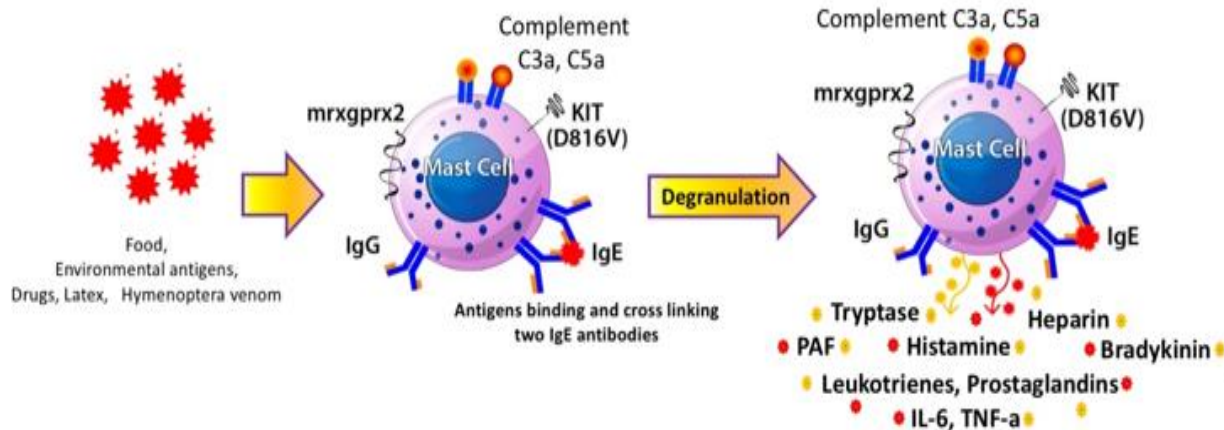 Food,
Environmental antigens,
Drugs, Latex, Hymenoptera venom
Complement
C3a, C5a
mrxgprx2
KIT
(D816V)
Mast Cell
IgG
IgE
Antigens binding and cross linking
two IgE antibodies
Degranulation
Complement C3a, C5a
mrxgprx2
KIT
(D816V)
Mast Cell
IgG
IgE
Tryptase
Heparin
PAF
Histamine
Bradykinin
Leukotrienes, Prostaglandins
IL-6, TNF-a